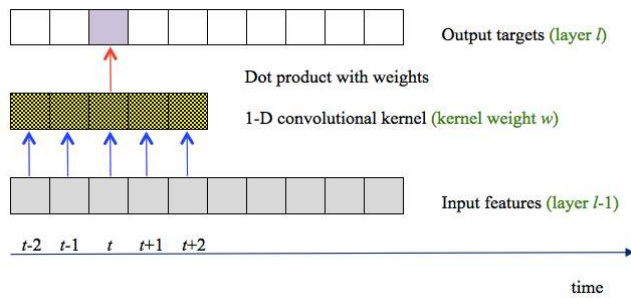 Output targets (layer l)
Dot product with weights
1-D convolutional kernel (kernel weight w)
Input features (layer l-1)
t-2 t-1 t t+1 t+2
time